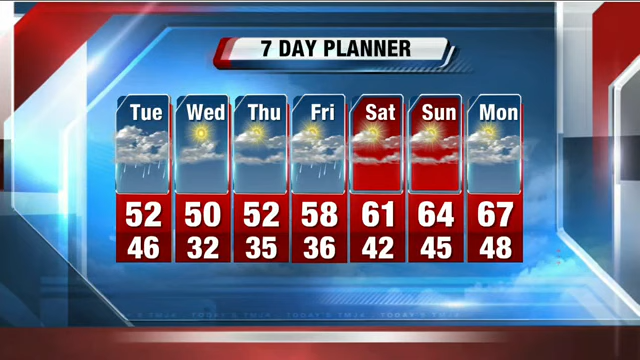 7 DAY PLANNER
Tue Wed Thu Fri Sat Sun Mon
52 50 52 58 61 64 67
46 32 35 36 42 45 48